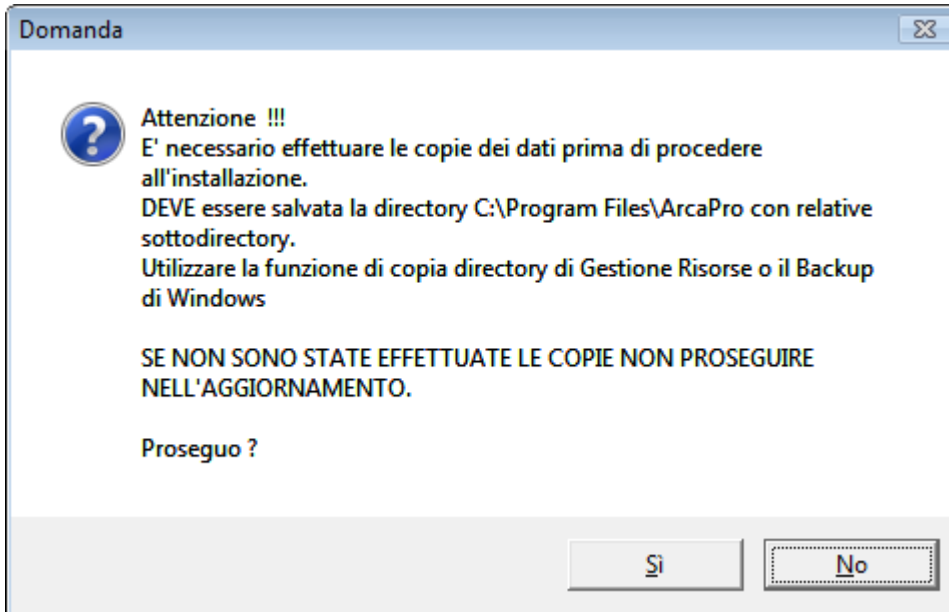 Domanda
Attenzione !!!
E' necessario effettuare le copie dei dati prima di procedere
all'installazione.
DEVE essere salvata la directory C:\Program Files\ArcaPro con relative
sottodirectory.
Utilizzare la funzione di copia directory di Gestione Risorse o il Backup
di Windows
SE NON SONO STATE EFFETTUATE LE COPIE NON PROSEGUIRE
NELL'AGGIORNAMENTO.
Proseguo ?
Sì No